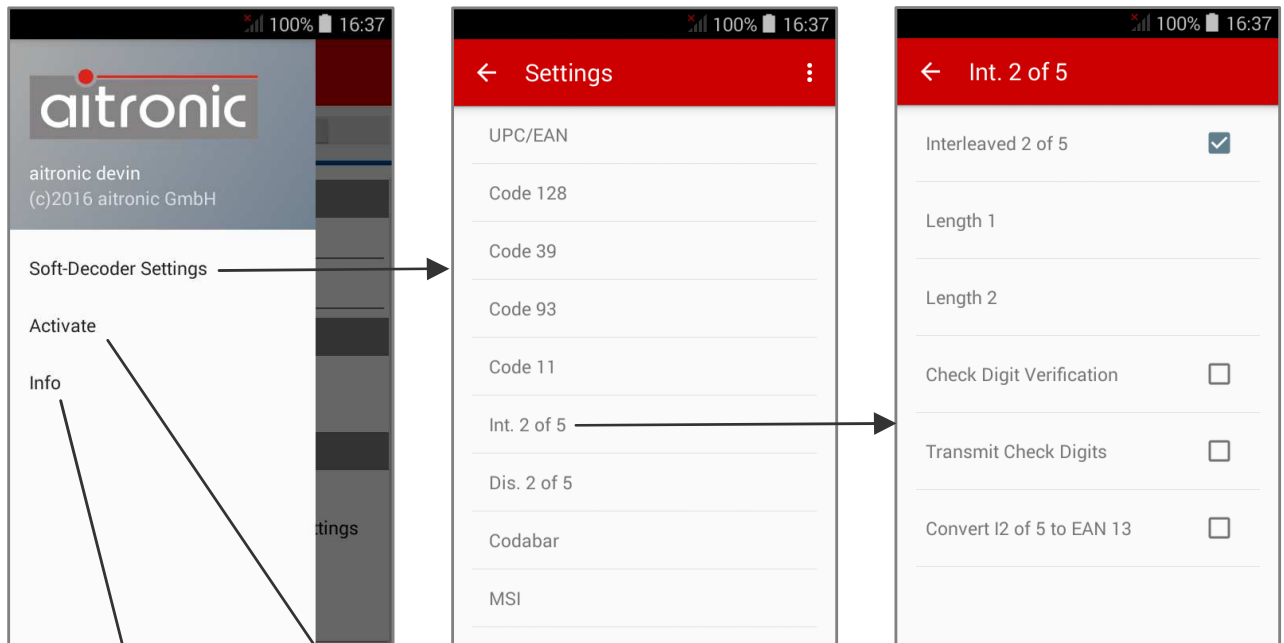 100% 16:37
aitronic
aitronic devin
(c)2016 aitronic GmbH
Soft-Decoder Settings
Activate
Info
ttings
100% 16:37
Settings
UPC/EAN
Code 128
Code 39
Code 93
Code 11
Int. 2 of 5
Dis. 2 of 5
Codabar
MSI
100% 16:37
Int. 2 of 5
Interleaved 2 of 5
Length 1
Length 2
Check Digit Verification
Transmit Check Digits
Convert I2 of 5 to EAN 13